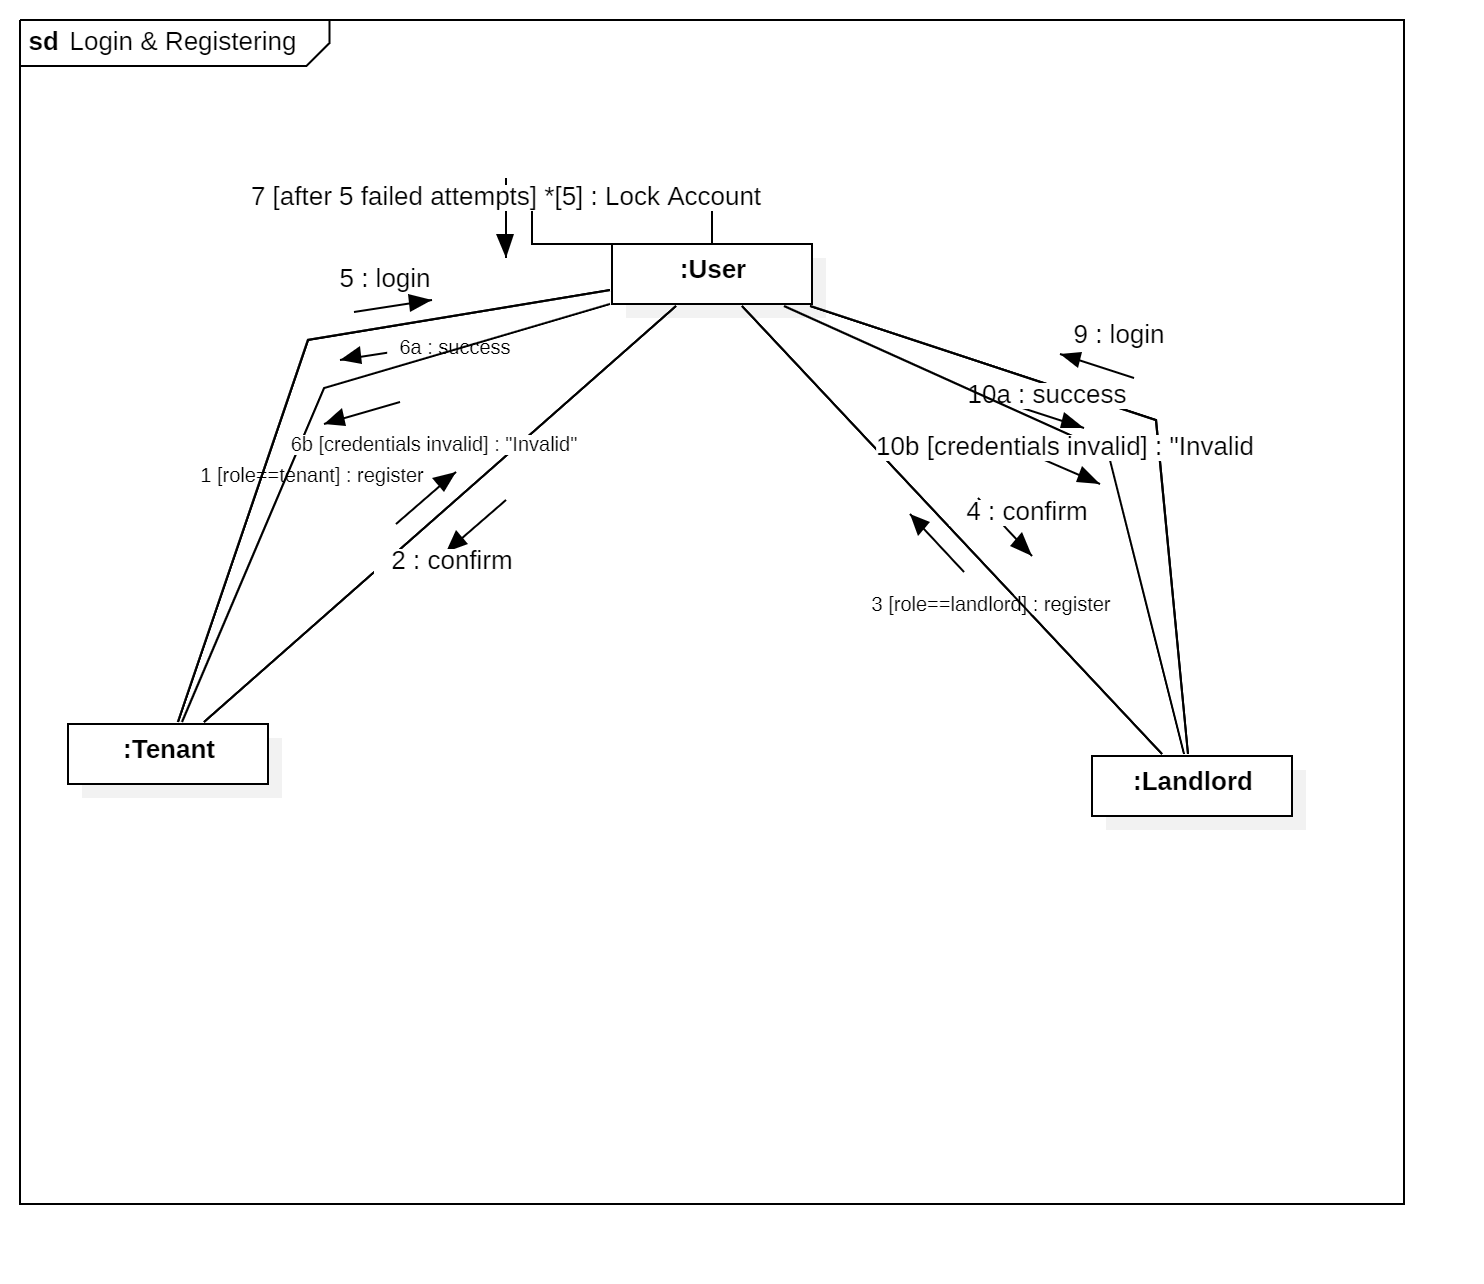 sd Login & Registering
7 [after 5 failed attempts] *[5] : Lock Account
:User
5 : login
9 : login
6a : success
10a : success
6b [credentials invalid] : "Invalid"
10b [credentials invalid] : "Invalid
1 [role==tenant] : register
4 : confirm
2 : confirm
3 [role==landlord] : register
:Tenant
:Landlord